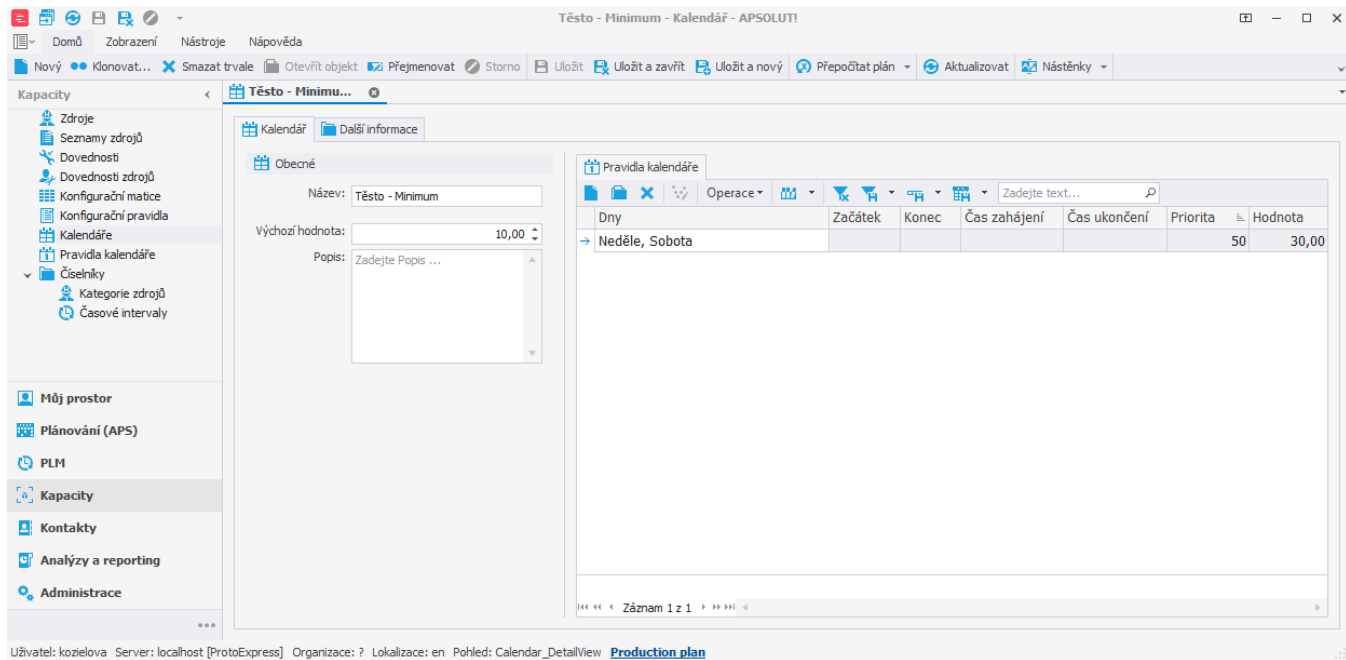 Těsto - Minimum - Kalendář - APSOLUT!
Domů Zobrazení Nástroje Nápověda
Nový Klonovat... Smazat trvale Otevřít objekt Přejmenovat Storno Uložit Uložit a zavřít Uložit a nový Přepočítat plán Aktualizovat Nástěnky
Kapacity
Zdroje
Seznamy zdrojů
Dovednosti
Dovednosti zdrojů
Konfigurační matice
Konfigurační pravidla
Kalendáře
Pravidla kalendáře
Číselníky
Kategorie zdrojů
Časové intervaly
Můj prostor
Plánování (APS)
PLM
Kapacity
Kontakty
Analýzy a reporting
Administrace
Těsto - Minimu...
Kalendář Další informace
Obecné
Název: Těsto - Minimum
Výchozí hodnota: 10,00
Popis: Zadejte Popis ...
Pravidla kalendáře
Operace Zadejte text...
Dny Začátek Konec Čas zahájení Čas ukončení Priorita Hodnota
Neděle, Sobota 50 30,00
Záznam 1 z 1
Uživatel: kozielova Server: localhost [ProtoExpress] Organizace: ? Lokalizace: en Pohled: Calendar_DetailView Production plan